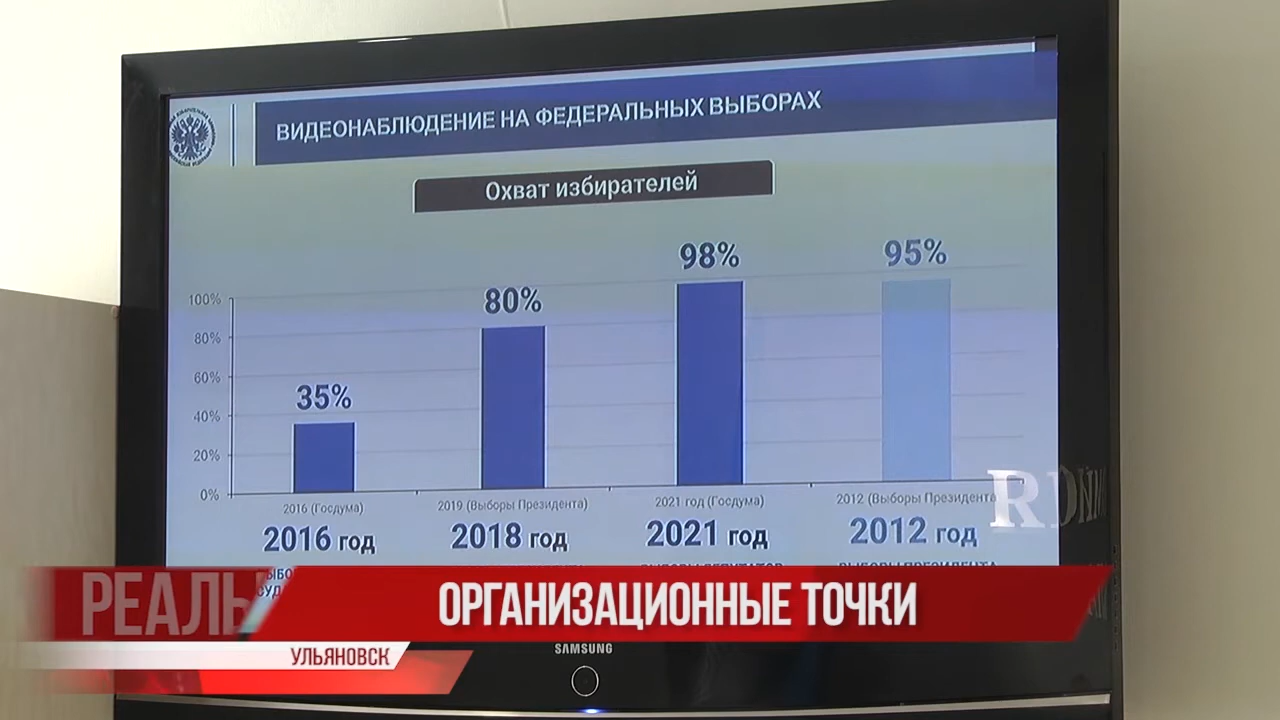 ВИДЕОНАБЛЮДЕНИЕ НА ФЕДЕРАЛЬНЫХ ВЫБОРАХ
Охват избирателей
100%
80%
60%
40%
20%
0%
35%
80%
98%
95%
2016 (Госдума)
2019 (Выборы Президента)
2021 год (Госдума)
2012 (Выборы Президента
2016 год
2018 год
2021 год
2012 год
РЕАЛЬ
ОРГАНИЗАЦИОННЫЕ ТОЧКИ
УЛЬЯНОВСК
SAMSUNG